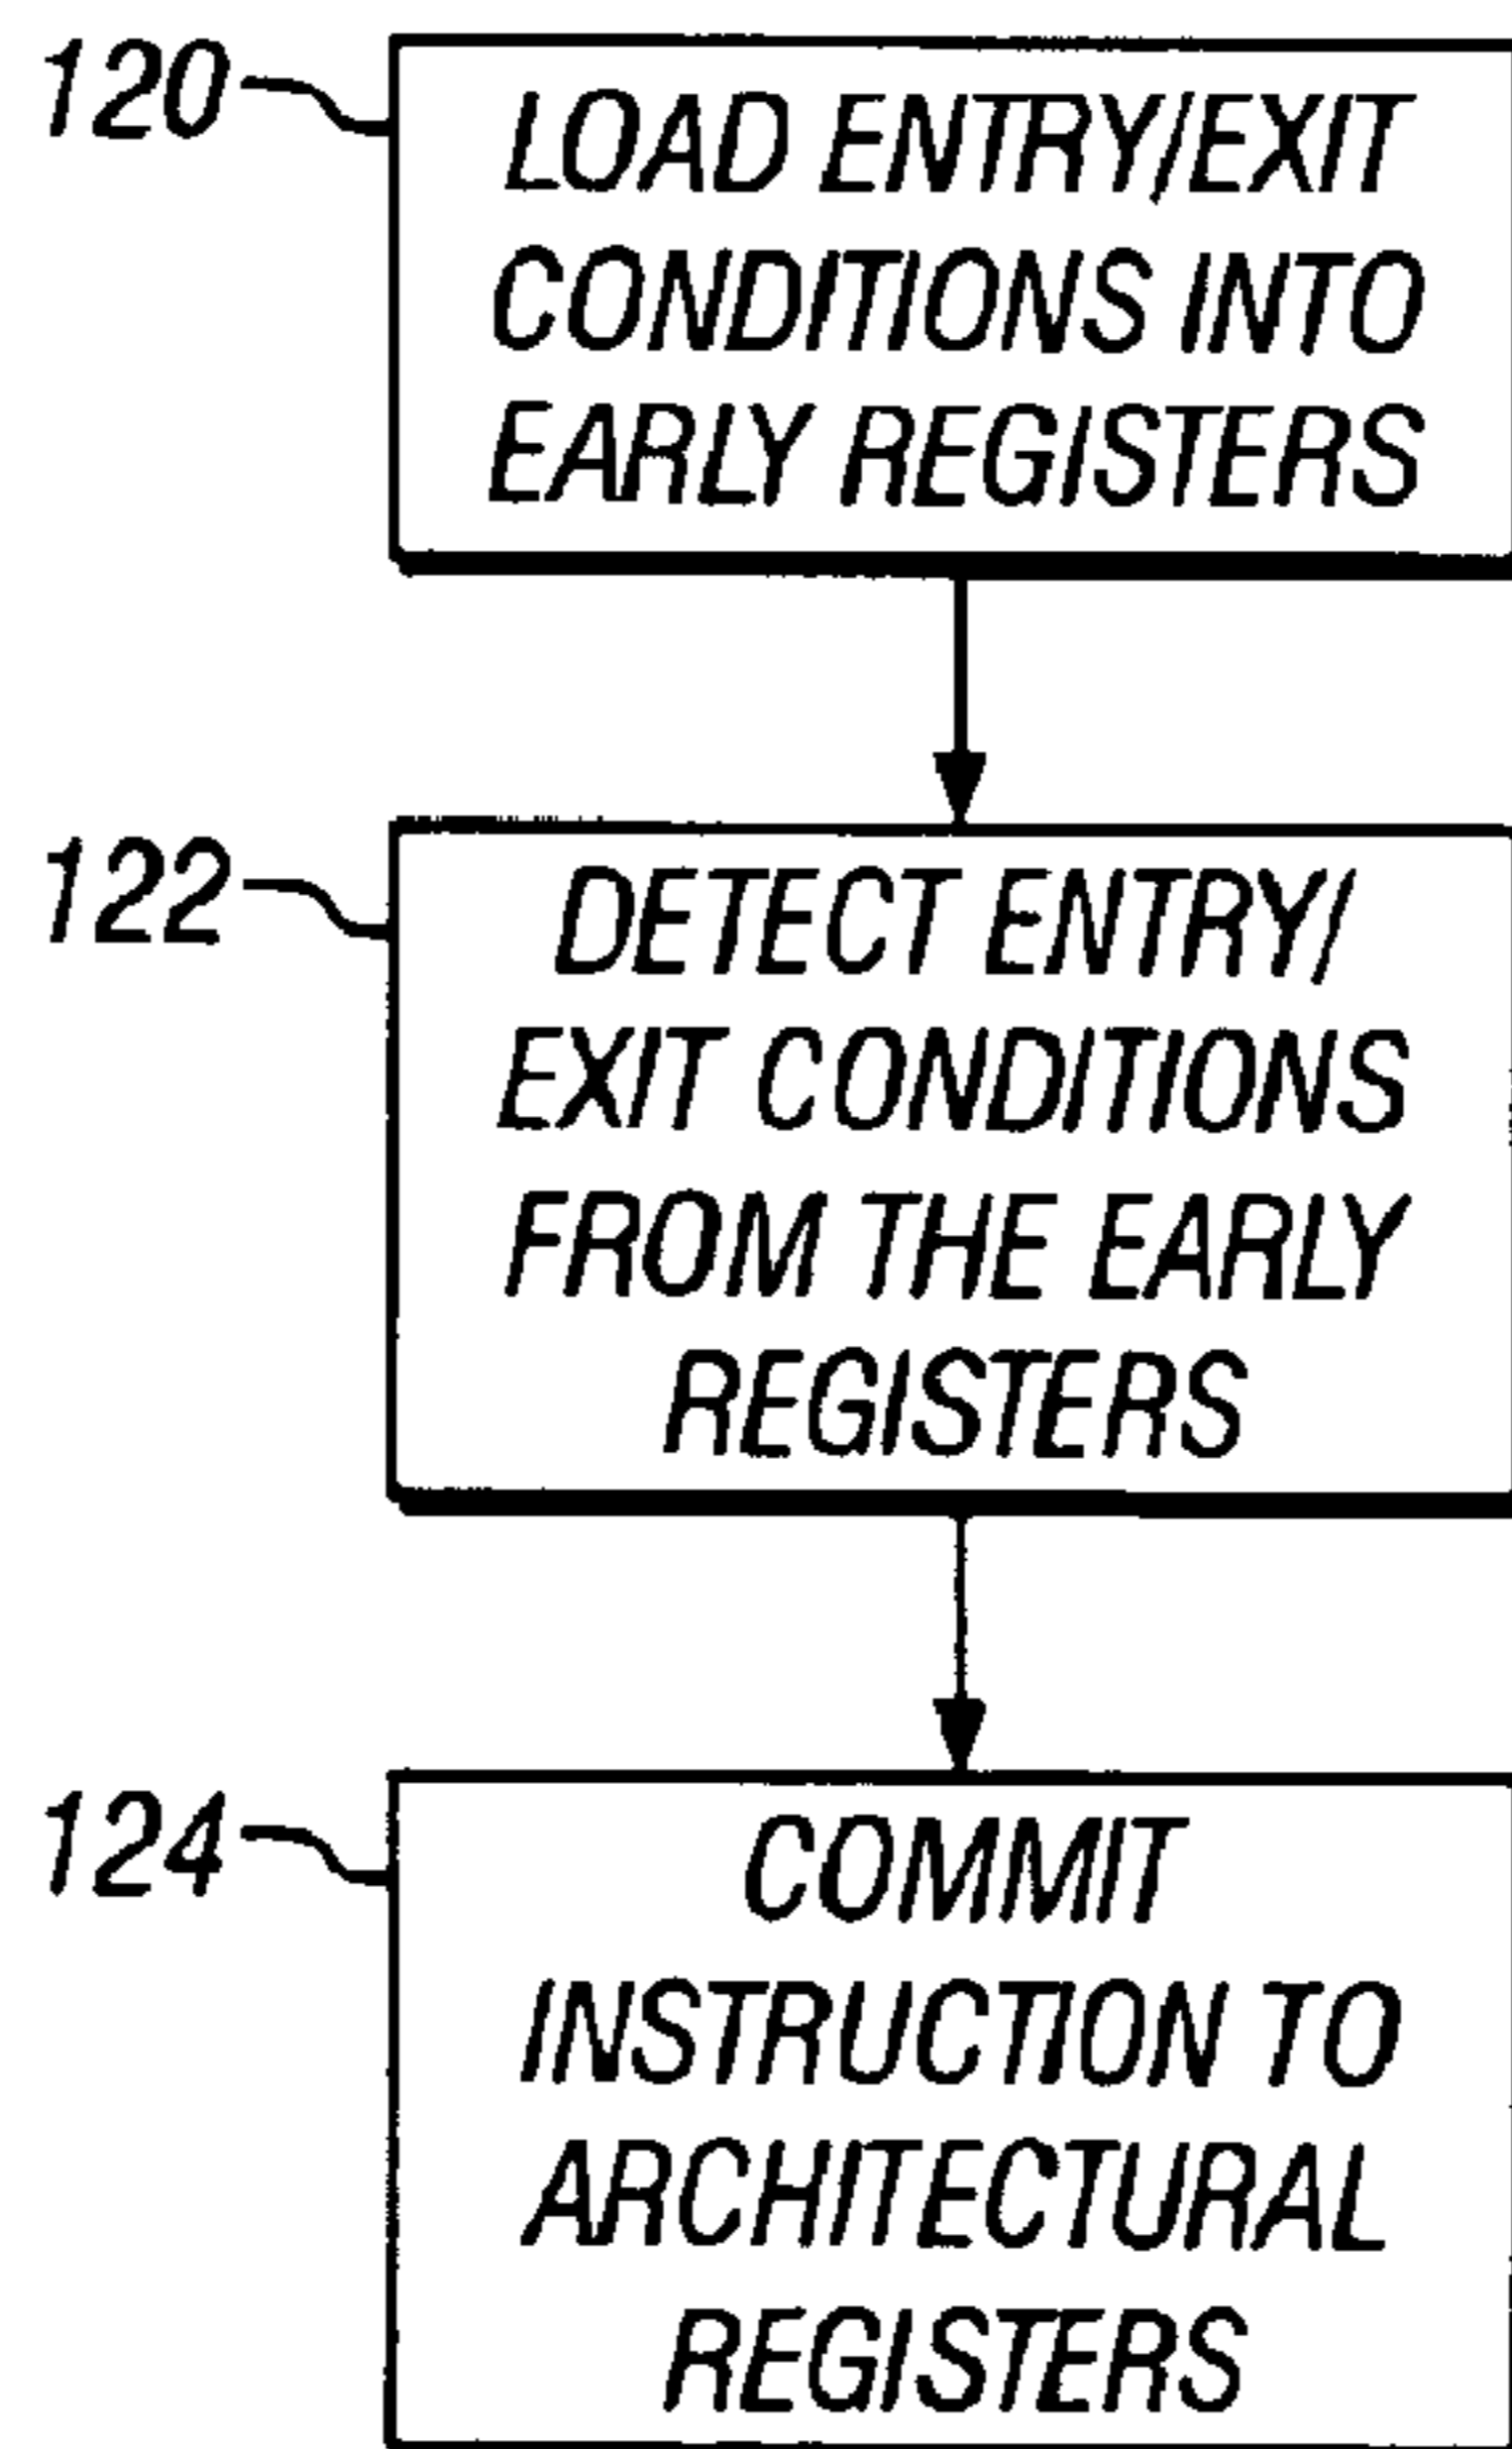 120
LOAD ENTRY/EXIT
CONDITIONS INTO
EARLY REGISTERS
122
DETECT ENTRY/
EXIT CONDITIONS
FROM THE EARLY
REGISTERS
124
COMMIT
INSTRUCTION TO
ARCHITECTURAL
REGISTERS